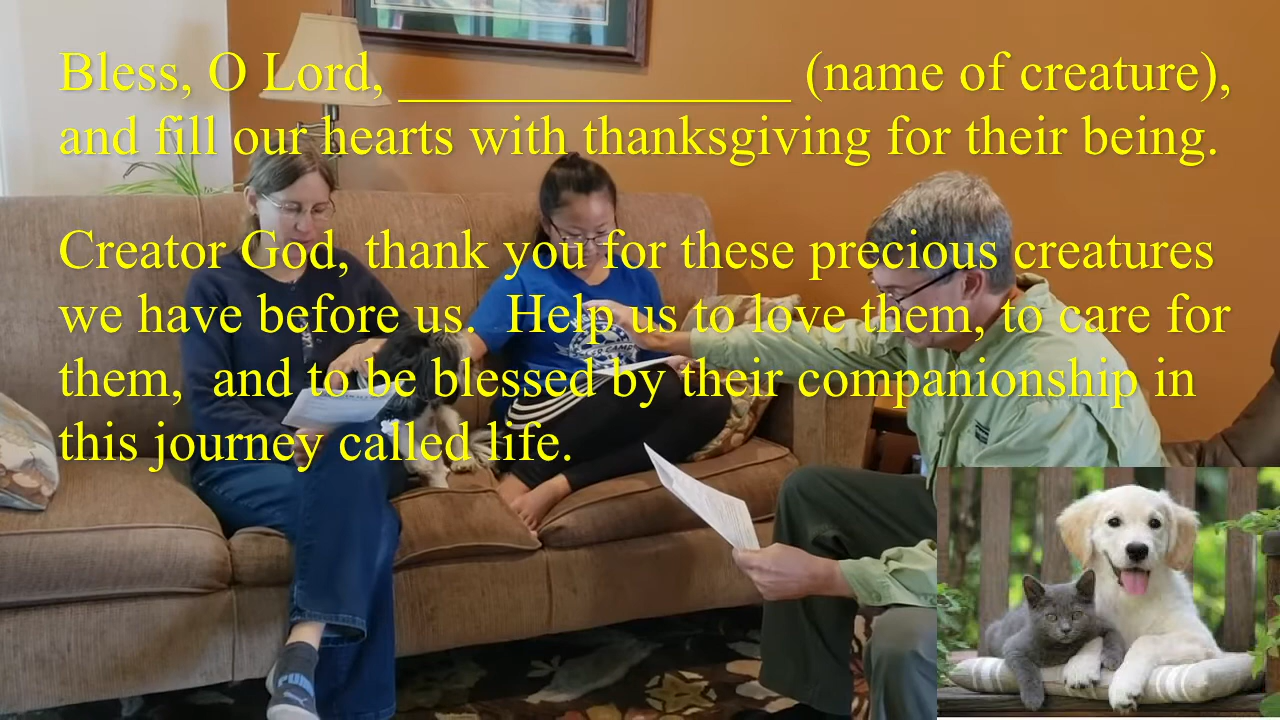 Bless, O Lord, ______________ (name of creature),
and fill our hearts with thanksgiving for their being.
Creator God, thank you for these precious creatures
we have before us. Help us to love them, to care for
them, and to be blessed by their companionship in
this journey called life.
PUMA